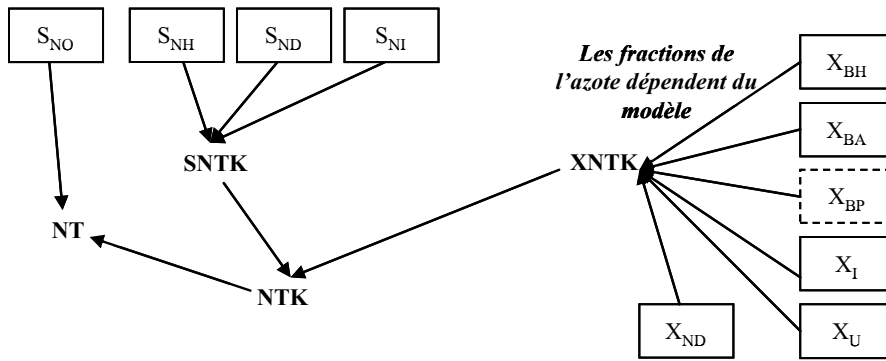 S_NO S_NH S_ND S_NI
Les fractions de
l'azote dépendent du
modèle
X_BH
X_BA
SNTK
XNTK
X_BP
NT
X_I
NTK
X_ND
X_U